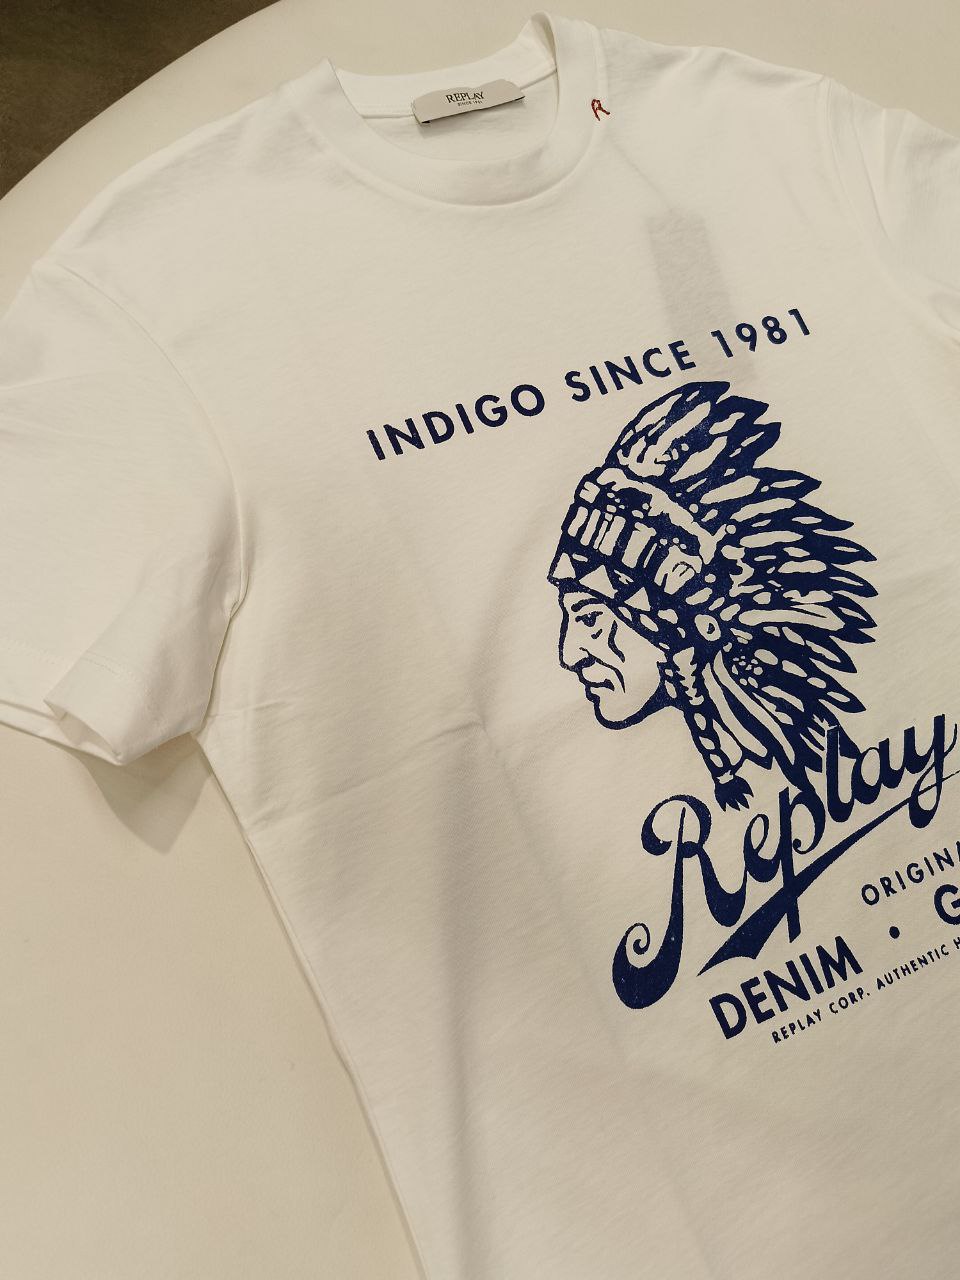 REPLAY
SINCE 1981
R
INDIGO SINCE 1981
Replay
ORIGINA
DENIM • G
REPLAY CORP. AUTHENTIC H